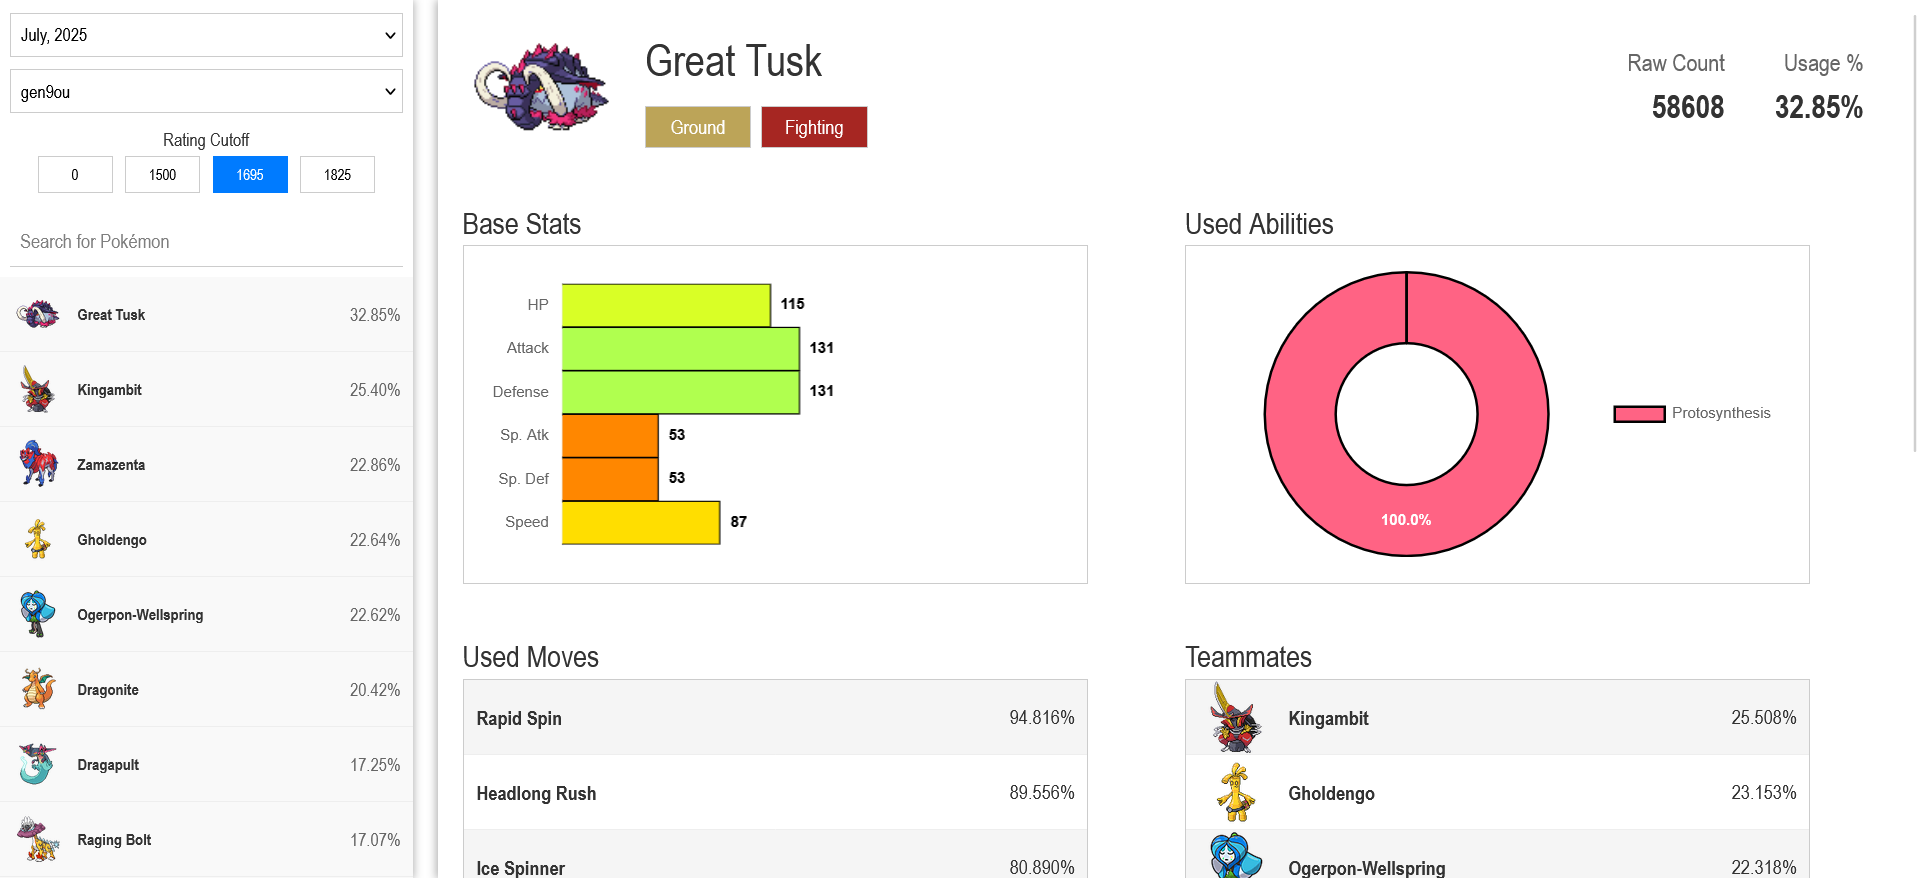 July, 2025
gen9ou
Rating Cutoff
0 1500 1695 1825
Search for Pokémon
Great Tusk 32.85%
Kingambit 25.40%
Zamazenta 22.86%
Gholdengo 22.64%
Ogerpon-Wellspring 22.62%
Dragonite 20.42%
Dragapult 17.25%
Raging Bolt 17.07%
Great Tusk
Ground Fighting
Raw Count Usage %
58608 32.85%
Base Stats
HP 115
Attack 131
Defense 131
Sp. Atk 53
Sp. Def 53
Speed 87
Used Abilities
100.0%
Protosynthesis
Used Moves
Rapid Spin 94.816%
Headlong Rush 89.556%
Ice Spinner 80.890%
Teammates
Kingambit 25.508%
Gholdengo 23.153%
Ogerpon-Wellspring 22.318%